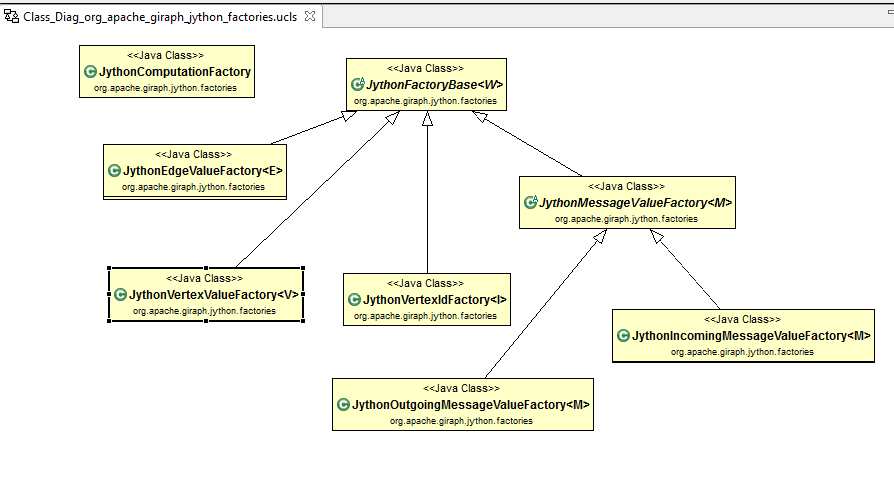 Class_Diag_org_apache_giraph_jython_factories.ucls
<<Java Class>>
JythonComputationFactory
org.apache.giraph.jython.factories
<<Java Class>>
JythonFactoryBase<W>
org.apache.giraph.jython.factories
<<Java Class>>
JythonEdgeValueFactory<E>
org.apache.giraph.jython.factories
<<Java Class>>
JythonMessageValueFactory<M>
org.apache.giraph.jython.factories
<<Java Class>>
JythonVertexValueFactory<V>
org.apache.giraph.jython.factories
<<Java Class>>
JythonVertexIdFactory<I>
org.apache.giraph.jython.factories
<<Java Class>>
JythonIncomingMessageValueFactory<M>
org.apache.giraph.jython.factories
<<Java Class>>
JythonOutgoingMessageValueFactory<M>
org.apache.giraph.jython.factories